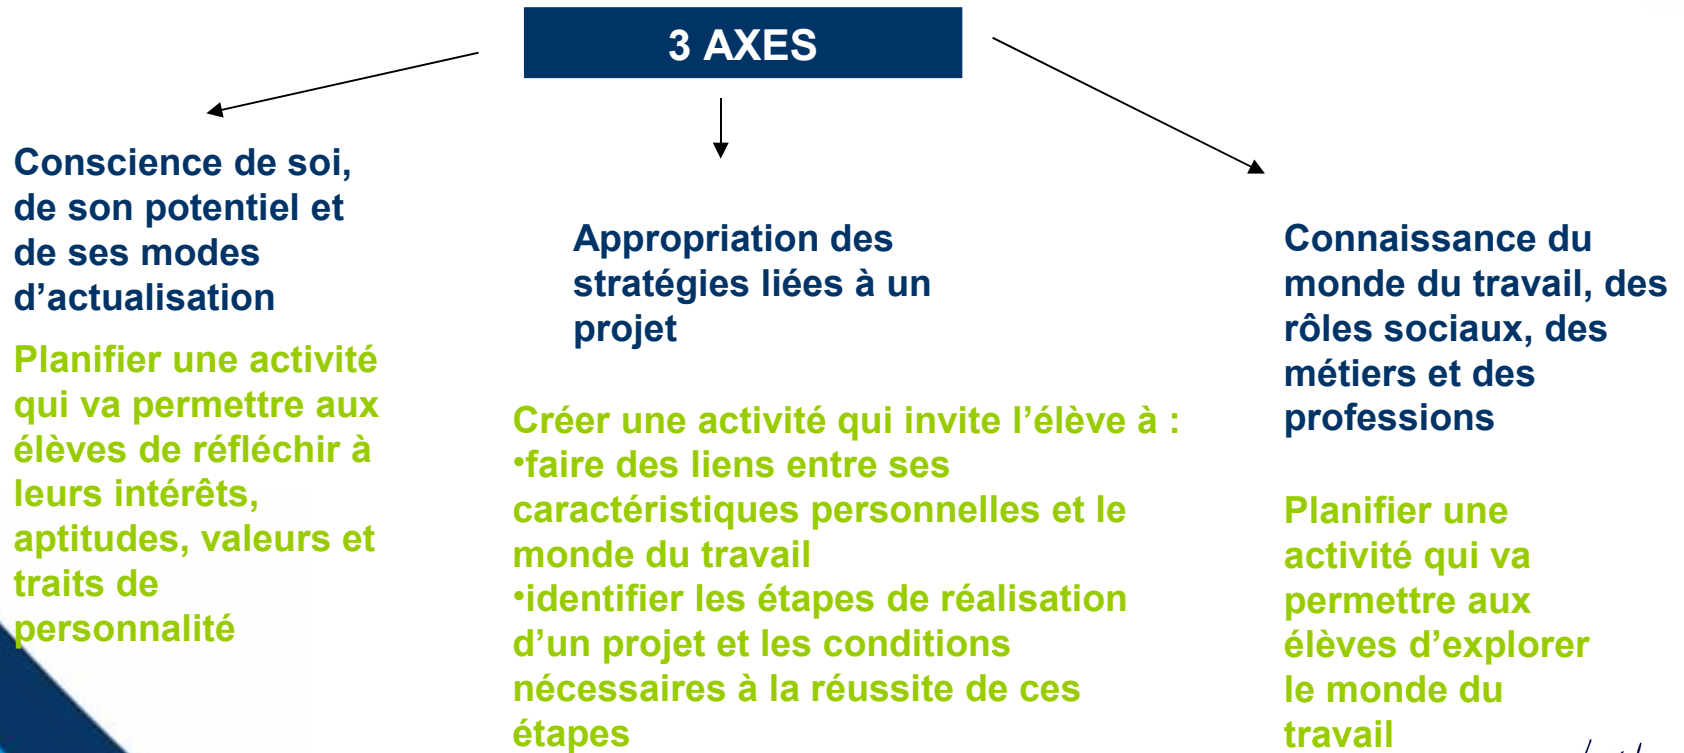 3 AXES
Conscience de soi,
de son potentiel et
de ses modes
d’actualisation
Planifier une activité
qui va permettre aux
élèves de réfléchir à
leurs intérêts,
aptitudes, valeurs et
traits de
personnalité
Appropriation des
stratégies liées à un
projet
Créer une activité qui invite l’élève à :
•faire des liens entre ses
caractéristiques personnelles et le
monde du travail
•identifier les étapes de réalisation
d’un projet et les conditions
nécessaires à la réussite de ces
étapes
Connaissance du
monde du travail, des
rôles sociaux, des
métiers et des
professions
Planifier une
activité qui va
permettre aux
élèves d’explorer
le monde du
travail